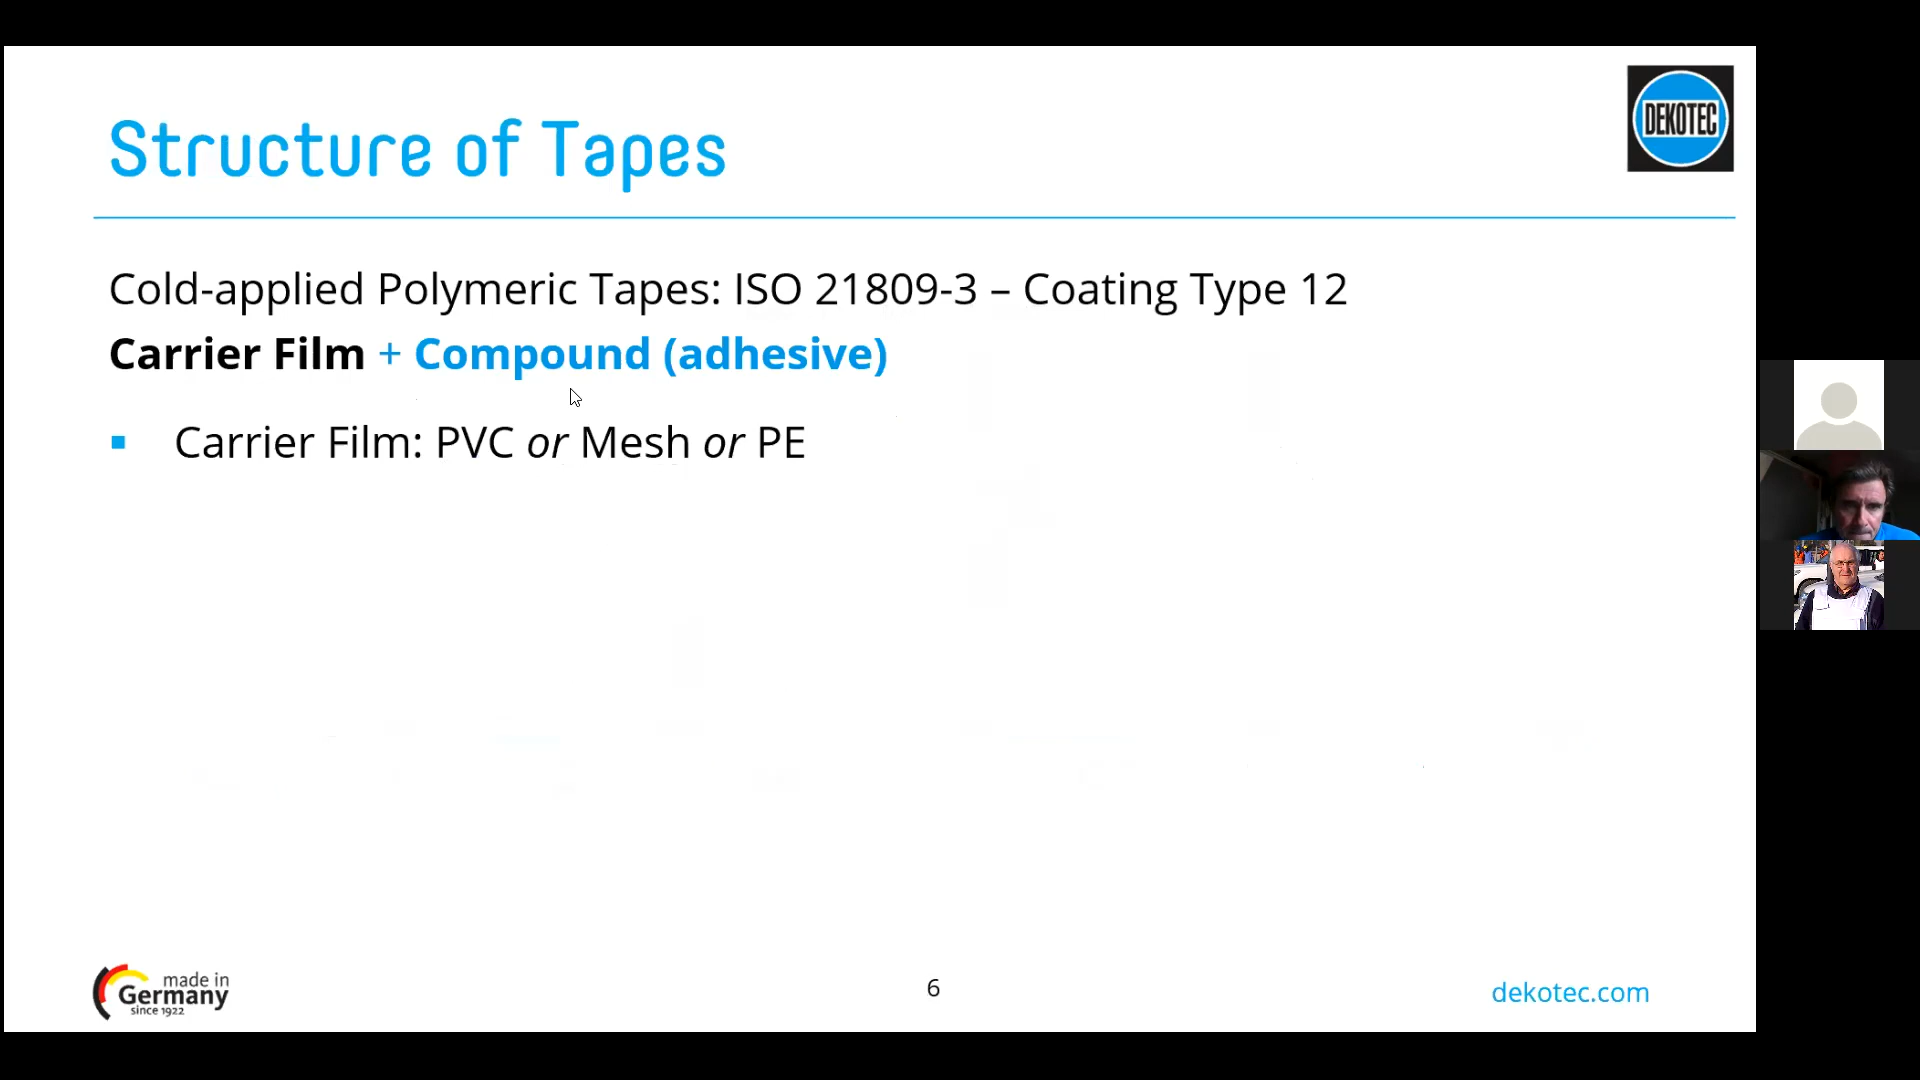 Structure of Tapes
DEKOTEC
Cold-applied Polymeric Tapes: ISO 21809-3 – Coating Type 12
Carrier Film + Compound (adhesive)
▪ Carrier Film: PVC or Mesh or PE
made in
Germany
since 1922
6
dekotec.com